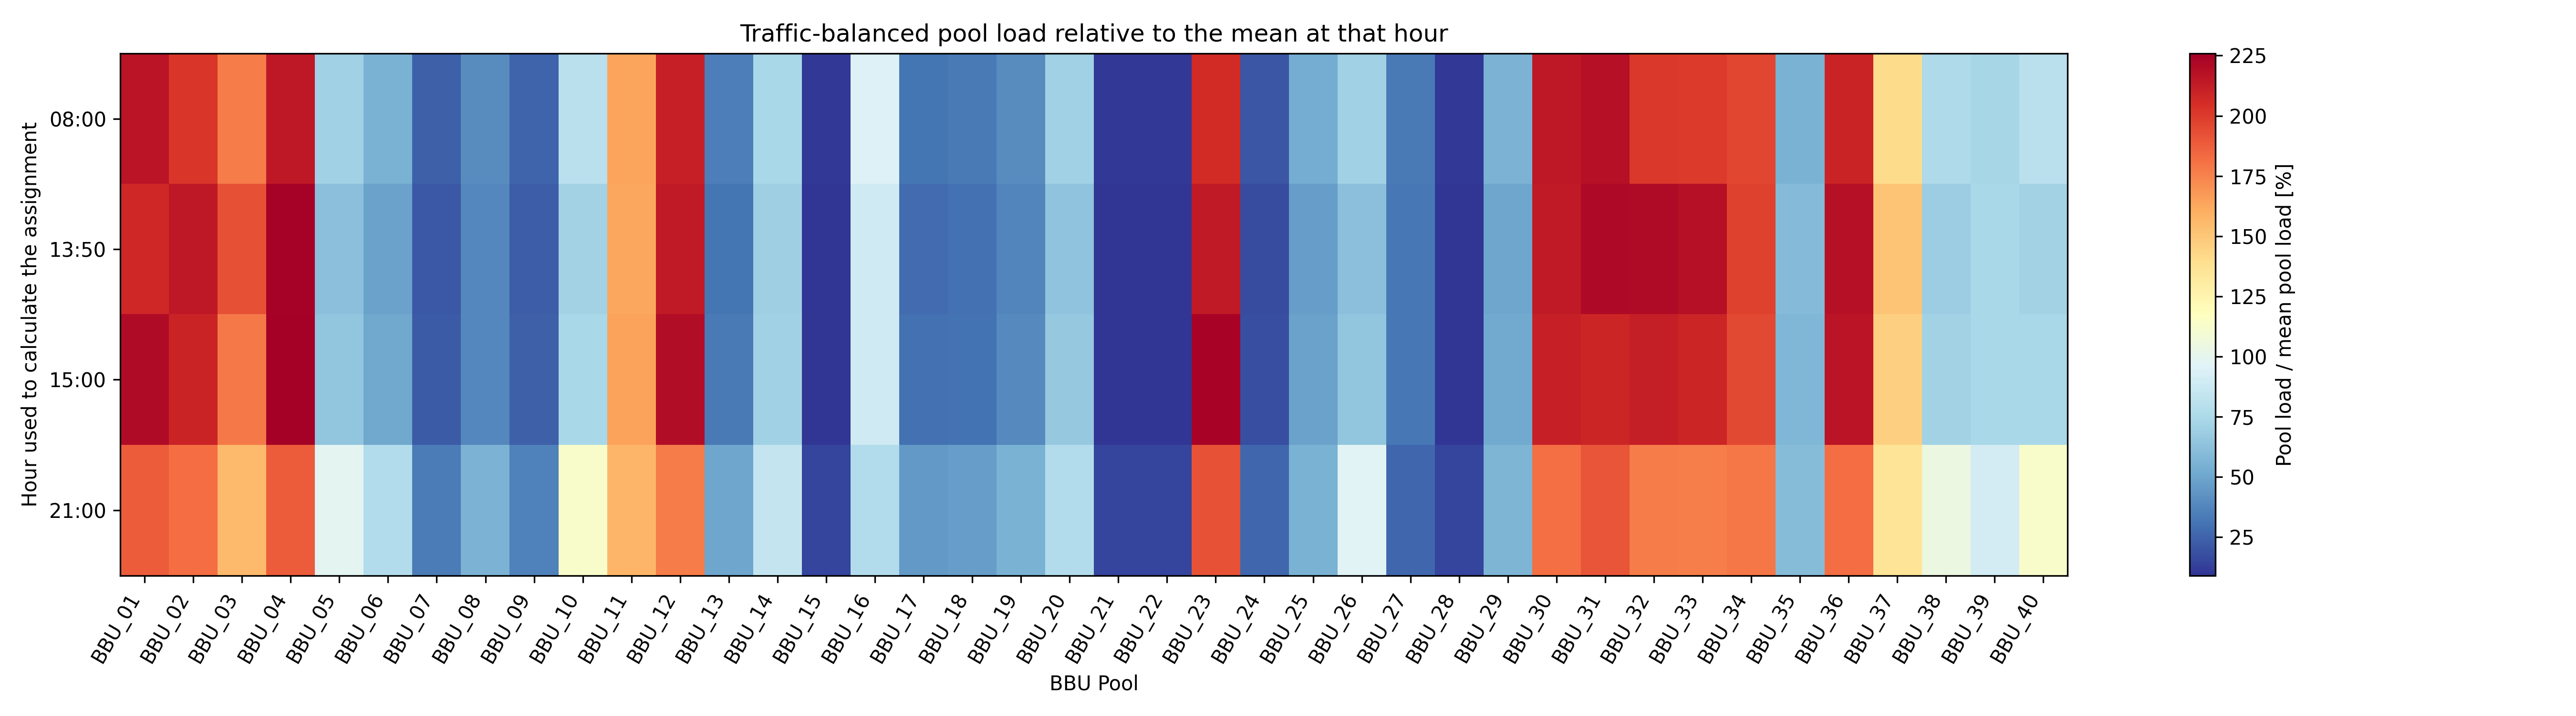 Traffic-balanced pool load relative to the mean at that hour
Hour used to calculate the assignment
08:00
13:50
15:00
21:00
BBU_01
BBU_02
BBU_03
BBU_04
BBU_05
BBU_06
BBU_07
BBU_08
BBU_09
BBU_10
BBU_11
BBU_12
BBU_13
BBU_14
BBU_15
BBU_16
BBU_17
BBU_18
BBU_19
BBU_20
BBU_21
BBU_22
BBU_23
BBU_24
BBU_25
BBU_26
BBU_27
BBU_28
BBU_29
BBU_30
BBU_31
BBU_32
BBU_33
BBU_34
BBU_35
BBU_36
BBU_37
BBU_38
BBU_39
BBU_40
BBU Pool
225
200
175
150
125
100
75
50
25
Pool load / mean pool load [%]